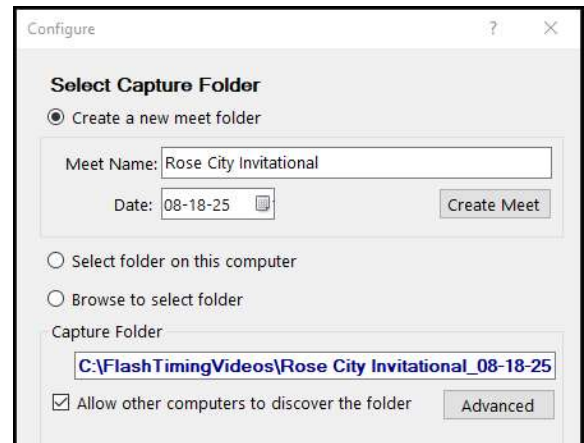 Configure ?
Select Capture Folder
Create a new meet folder
Meet Name: Rose City Invitational
Date: 08-18-25 Create Meet
Select folder on this computer
Browse to select folder
Capture Folder
C:\FlashTimingVideos\Rose City Invitational_08-18-25
Allow other computers to discover the folder Advanced